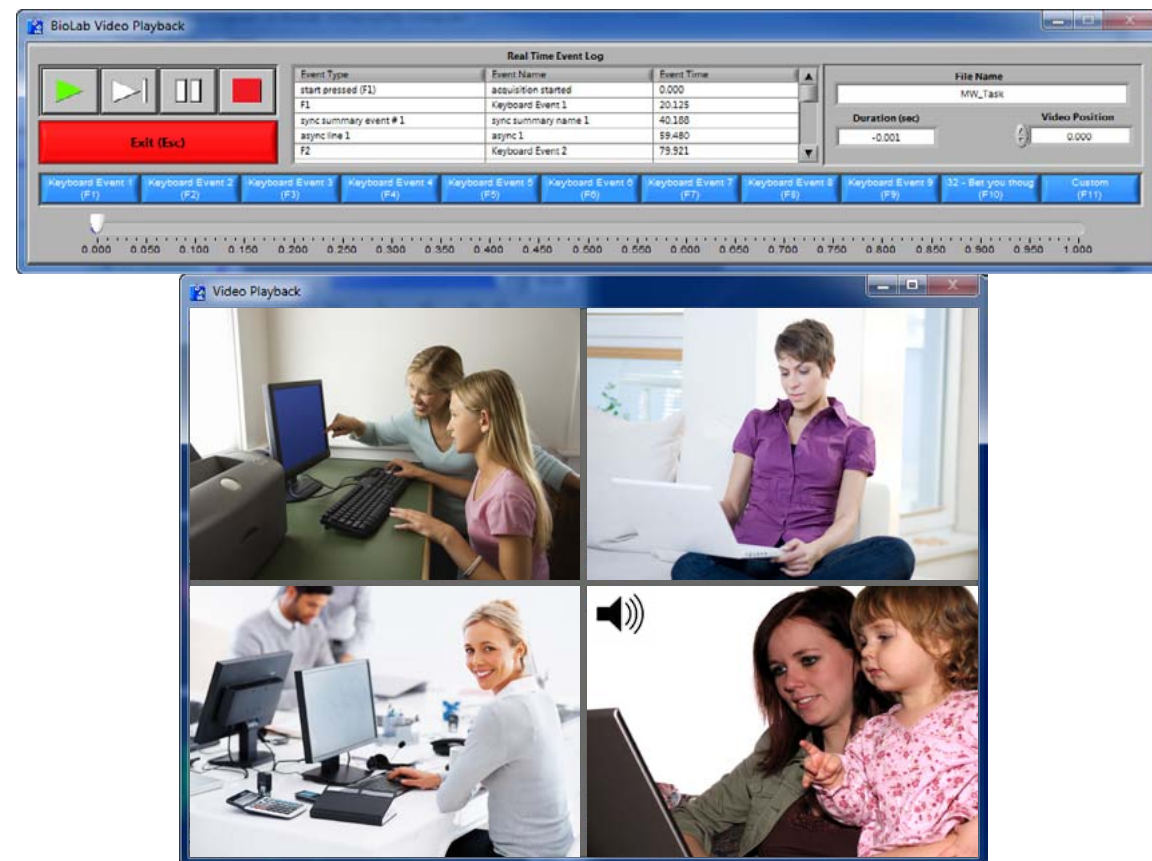 BioLab Video Playback
Real Time Event Log
Event Type Event Name Event Time
start pressed (F1) acquisition started 0.000
F1 Keyboard Event 1 20.125
sync summary event # 1 sync summary name 1 40.188
async line 1 async 1 59.480
F2 Keyboard Event 2 79.921
Exit (Esc)
File Name
MW_Task
Duration (sec) Video Position
-0.001 0.000
Keyboard Event 1 Keyboard Event 2 Keyboard Event 3 Keyboard Event 4 Keyboard Event 5 Keyboard Event 6 Keyboard Event 7 Keyboard Event 8 Keyboard Event 9 32 - Bet you thoug Custom
(F1) (F2) (F3) (F4) (F5) (F6) (F7) (F8) (F9) (F10) (F11)
0.000 0.050 0.100 0.150 0.200 0.250 0.300 0.350 0.400 0.450 0.500 0.550 0.600 0.650 0.700 0.750 0.800 0.850 0.900 0.950 1.000
Video Playback